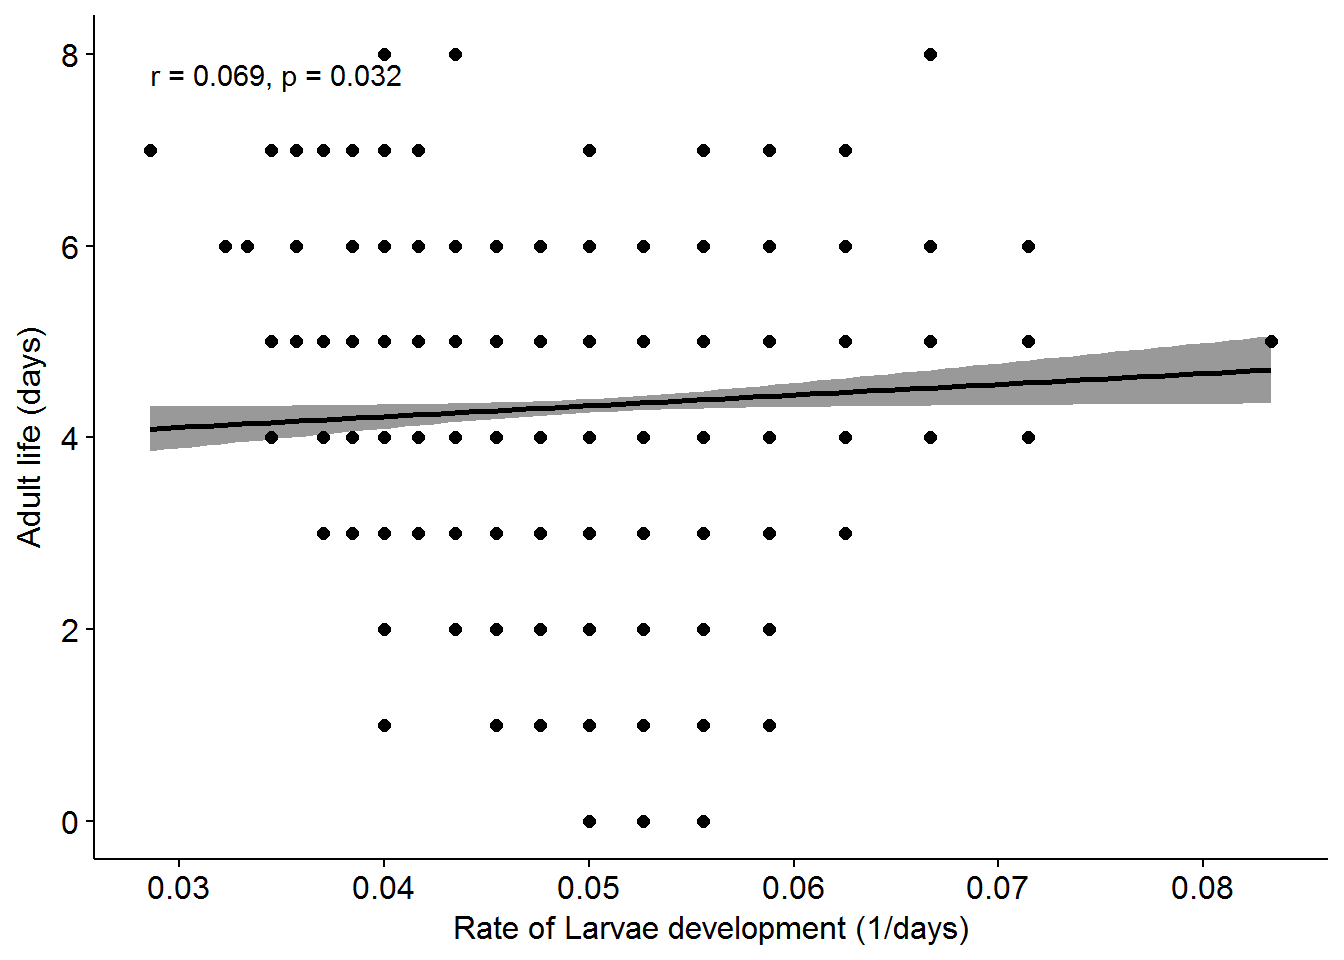 8
r = 0.069, p = 0.032
6
4
2
0
Adult life (days)
0.03 0.04 0.05 0.06 0.07 0.08
Rate of Larvae development (1/days)